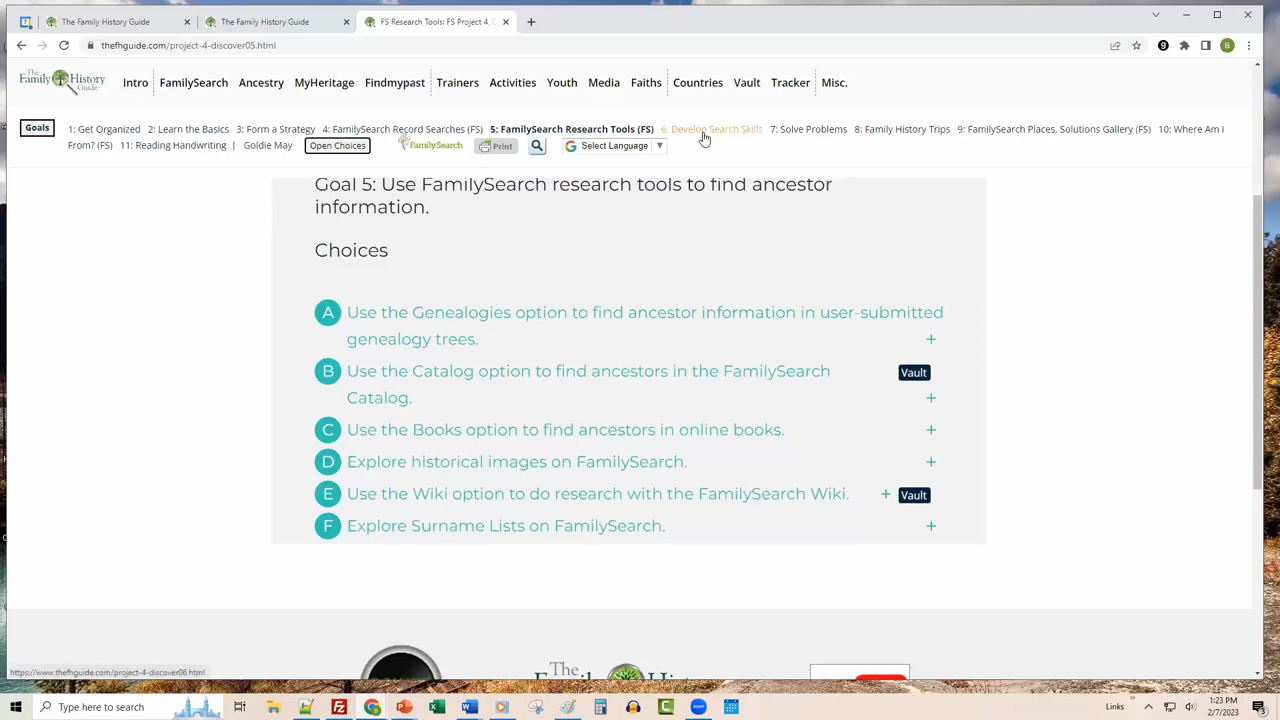 The Family History Guide
The Family History Guide
FS Research Tools: FS Project 4, G
thefhguide.com/project-4-discover05.html
B
The
Family History
Guide
Intro
FamilySearch
Ancestry
MyHeritage
Findmypast
Trainers
Activities
Youth
Media
Faiths
Countries
Vault
Tracker
Misc.
Goals
1: Get Organized 2: Learn the Basics 3: Form a Strategy 4: FamilySearch Record Searches (FS) 5: FamilySearch Research Tools (FS) 6: Develop Search Skills 7: Solve Problems 8: Family History Trips 9: FamilySearch Places, Solutions Gallery (FS) 10: Where Am I
From? (FS) 11: Reading Handwriting | Goldie May Open Choices FamilySearch Print G Select Language ▼
Goal 5: Use FamilySearch research tools to find ancestor
information.
Choices
A Use the Genealogies option to find ancestor information in user-submitted
genealogy trees. +
B Use the Catalog option to find ancestors in the FamilySearch Vault
Catalog. +
C Use the Books option to find ancestors in online books. +
D Explore historical images on FamilySearch. +
E Use the Wiki option to do research with the FamilySearch Wiki. + Vault
F Explore Surname Lists on FamilySearch. +
The
https://www.thefhguide.com/project-4-discover06.html
Type here to search
Links
1:23 PM
2/7/2023